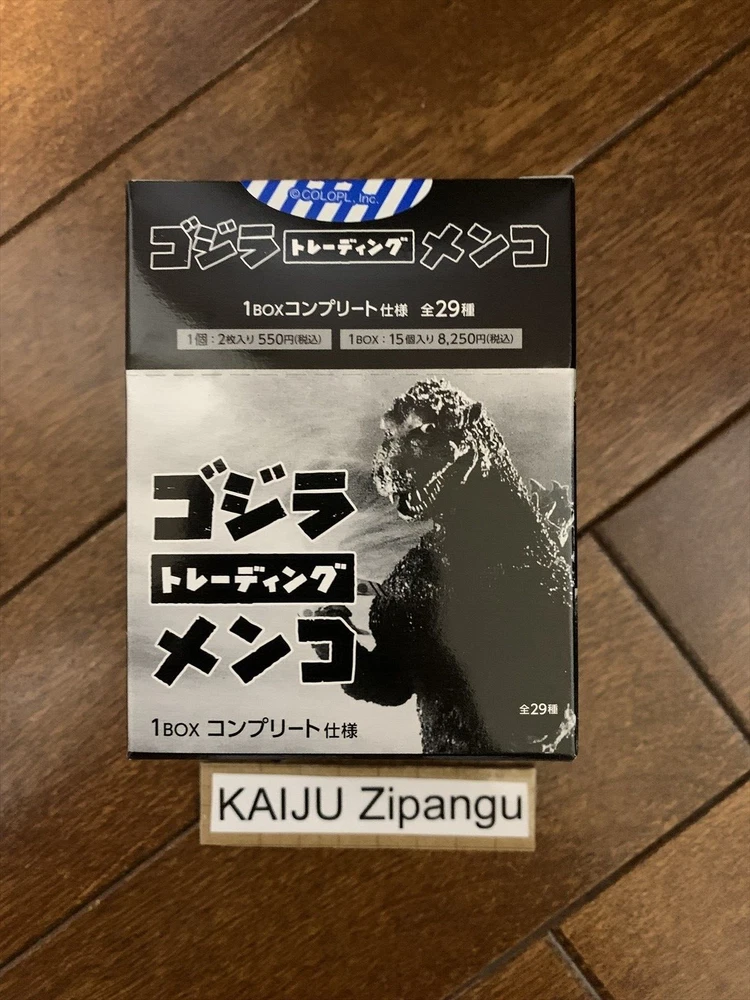 ©COLOPL, Inc.
ゴジラ トレーディング メンコ
1BOXコンプリート仕様 全29種
1個:2枚入り550円(税込) 1BOX:15個入り8,250円(税込)
ゴジラ
トレーディング
メンコ
全29種
1BOX コンプリート仕様
KAIJU Zipangu